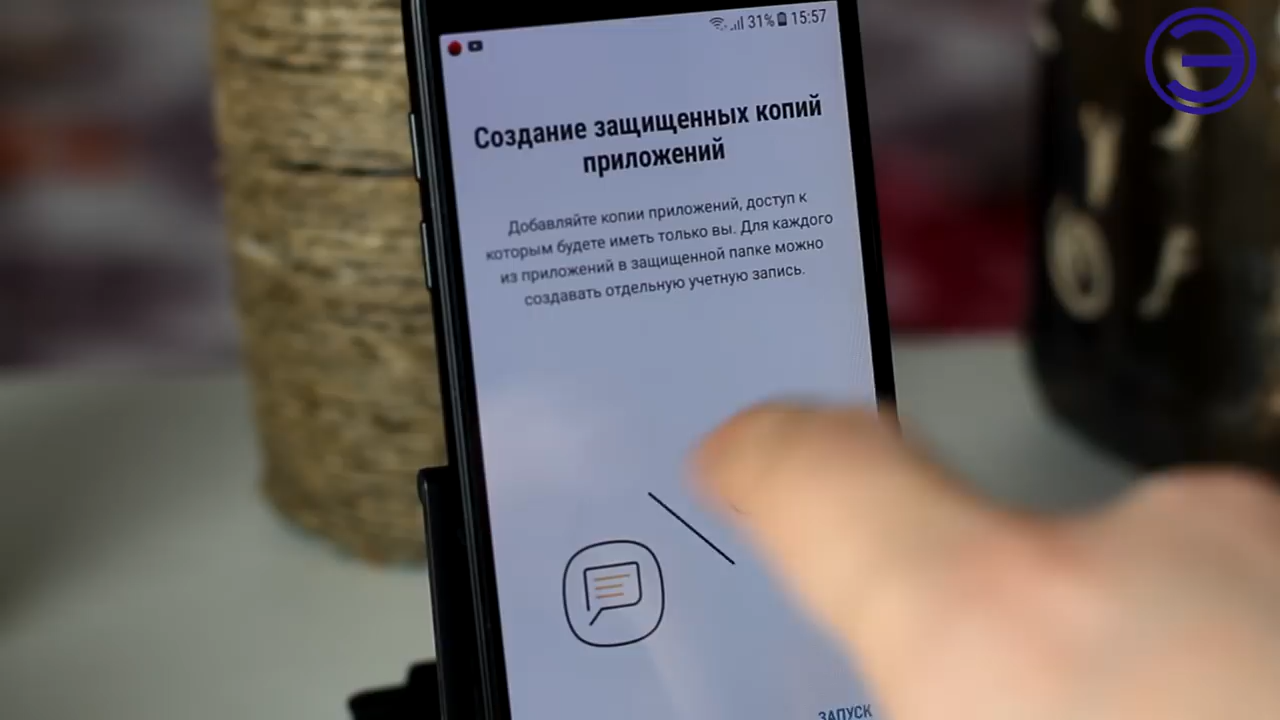 31% 15:57
Создание защищенных копий
приложений
Добавляйте копии приложений, доступ к
которым будете иметь только вы. Для каждого
из приложений в защищенной папке можно
создавать отдельную учетную запись.
ЗАПУСК
Э